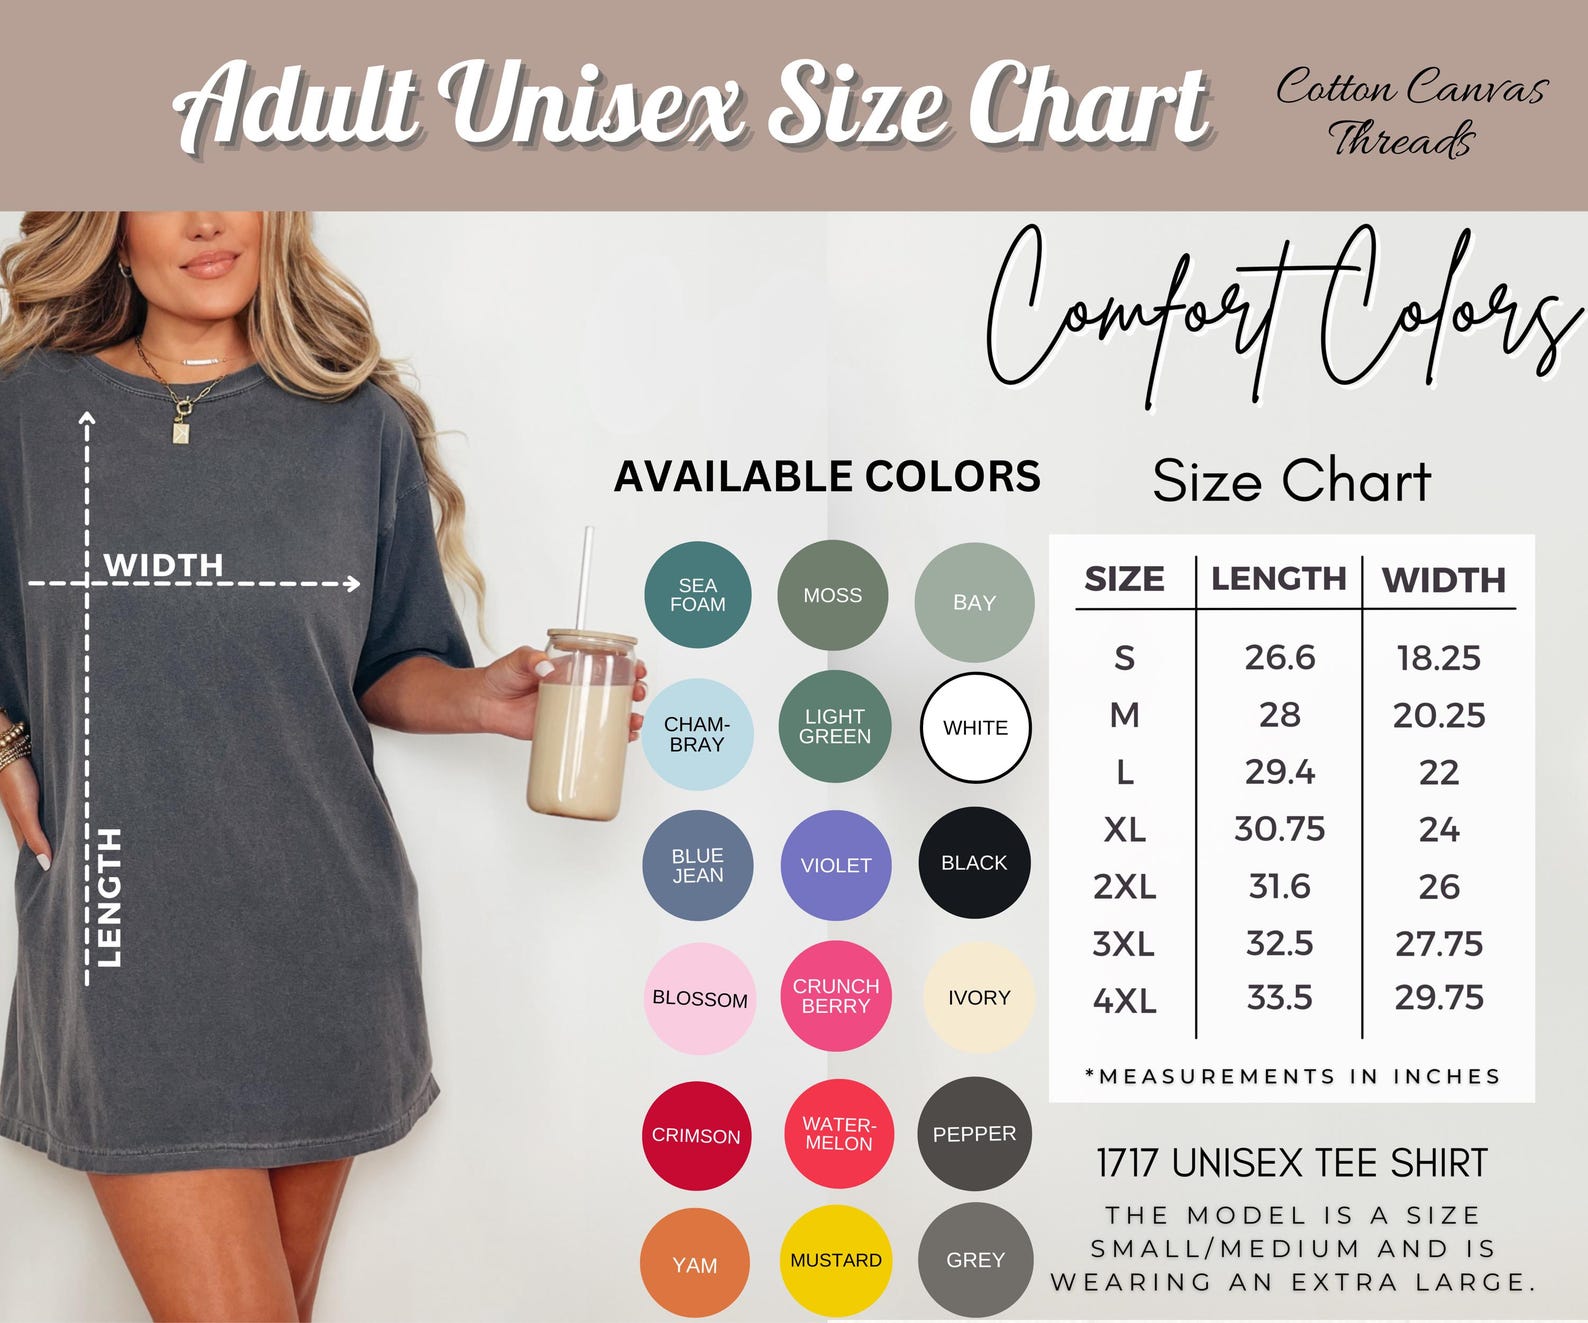 Adult Unisex Size Chart
Cotton Canvas
Threads
Comfort Colors
WIDTH
LENGTH
AVAILABLE COLORS
SEA
FOAM
MOSS
BAY
CHAM-
BRAY
LIGHT
GREEN
WHITE
BLUE
JEAN
VIOLET
BLACK
BLOSSOM
CRUNCH
BERRY
IVORY
CRIMSON
WATER-
MELON
PEPPER
YAM
MUSTARD
GREY
Size Chart
SIZE LENGTH WIDTH
S 26.6 18.25
M 28 20.25
L 29.4 22
XL 30.75 24
2XL 31.6 26
3XL 32.5 27.75
4XL 33.5 29.75
*MEASUREMENTS IN INCHES
1717 UNISEX TEE SHIRT
THE MODEL IS A SIZE
SMALL/MEDIUM AND IS
WEARING AN EXTRA LARGE.